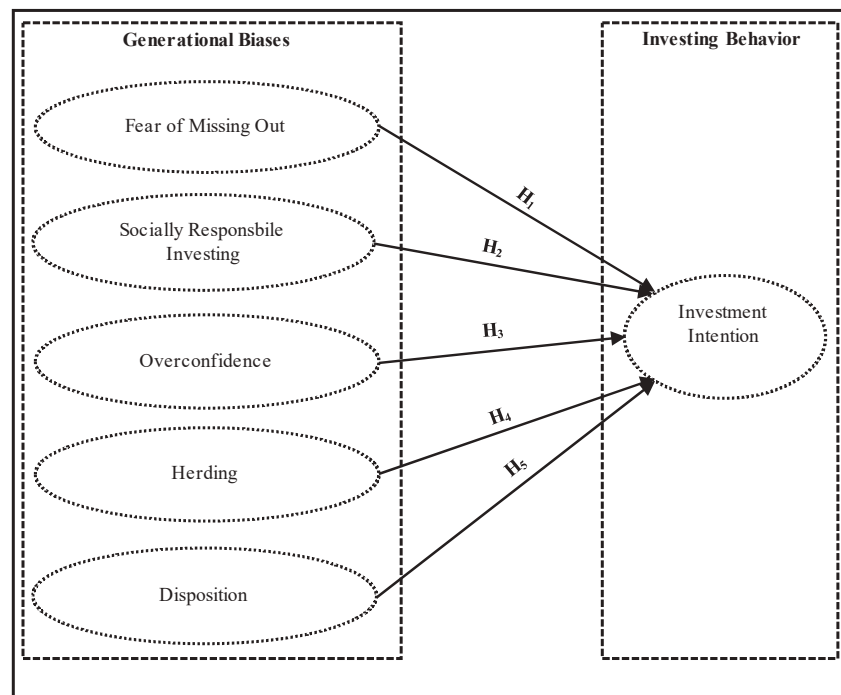 Generational Biases
Investing Behavior
Fear of Missing Out
H₁
Socially Responsbile
Investing
H₂
Investment
Intention
Overconfidence
H₃
Herding
H₄
H₅
Disposition